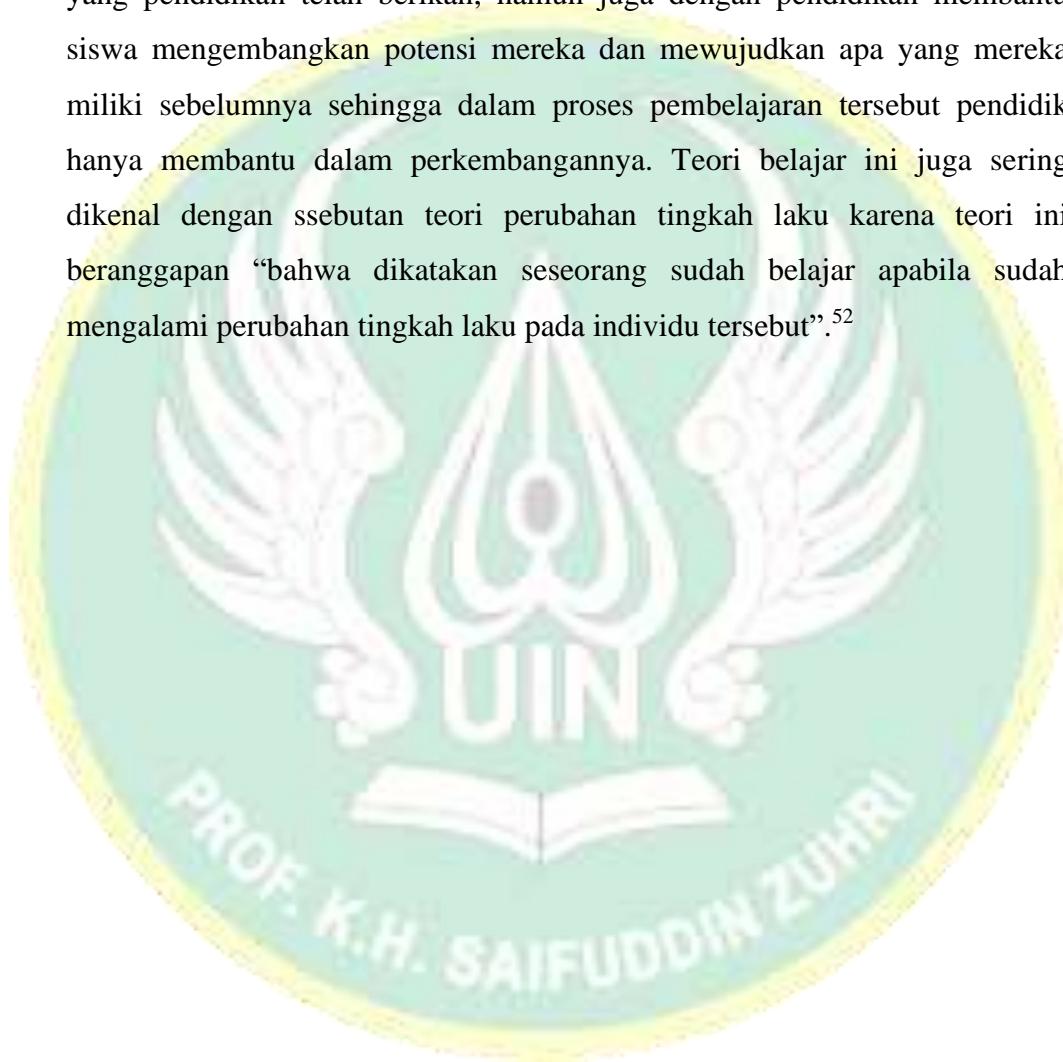 yang pendidikan telah berikan, namun juga dengan pendidikan membantu
siswa mengembangkan potensi mereka dan mewujudkan apa yang mereka
miliki sebelumnya sehingga dalam proses pembelajaran tersebut pendidik
hanya membantu dalam perkembangannya. Teori belajar ini juga sering
dikenal dengan ssebutan teori perubahan tingkah laku karena teori ini
beranggapan “bahwa dikatakan seseorang sudah belajar apabila sudah
mengalami perubahan tingkah laku pada individu tersebut”.52
UIN
PROF. K.H. SAIFUDDIN ZUHRI